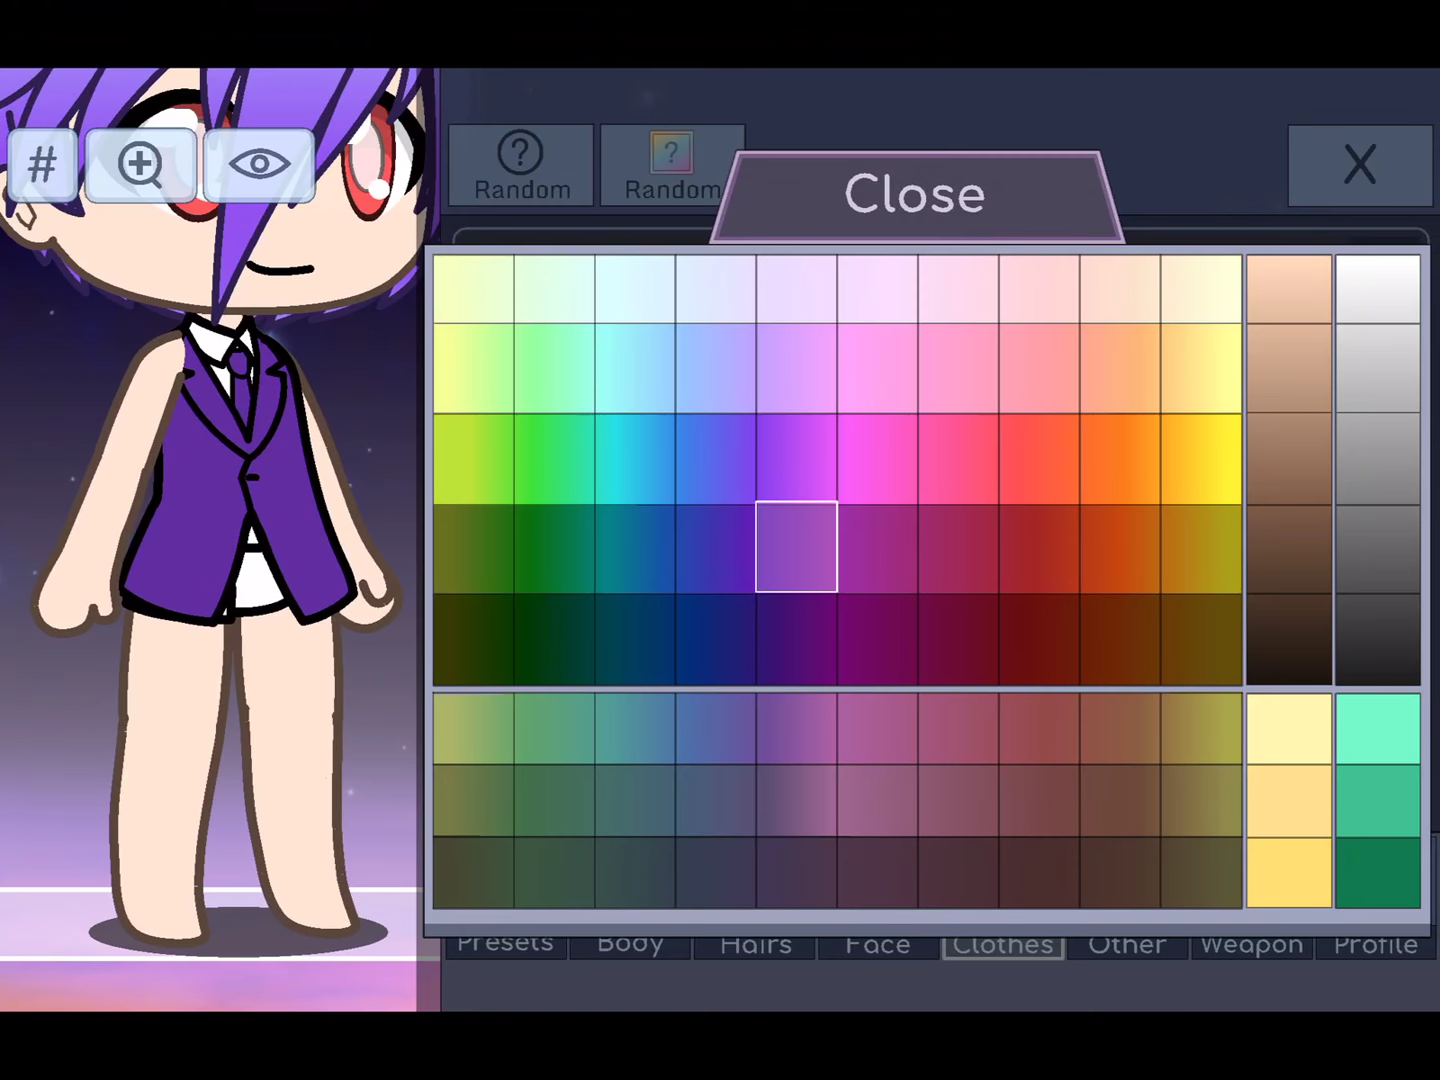 #
? Random
? Random
Close
X
Presets
Body
Hairs
Face
Clothes
Other
Weapon
Profile